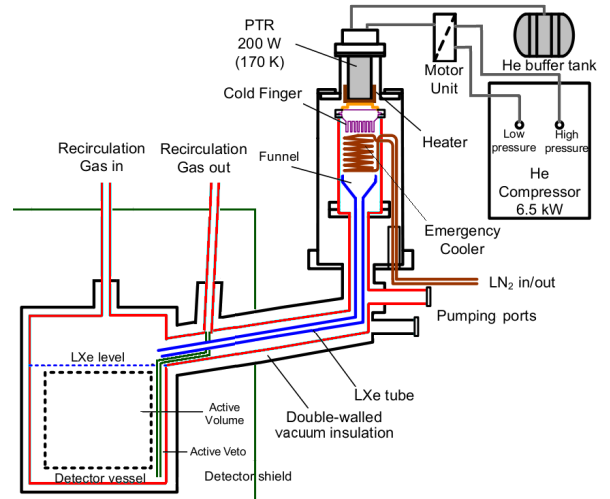 PTR
200 W
(170 K)
He buffer tank
Motor
Unit
Cold Finger
Heater
Low
pressure
High
pressure
He
Compressor
6.5 kW
Recirculation
Gas in
Recirculation
Gas out
Funnel
Emergency
Cooler
LN₂ in/out
Pumping ports
LXe level
LXe tube
Active
Volume
Double-walled
vacuum insulation
Active Veto
Detector vessel
Detector shield